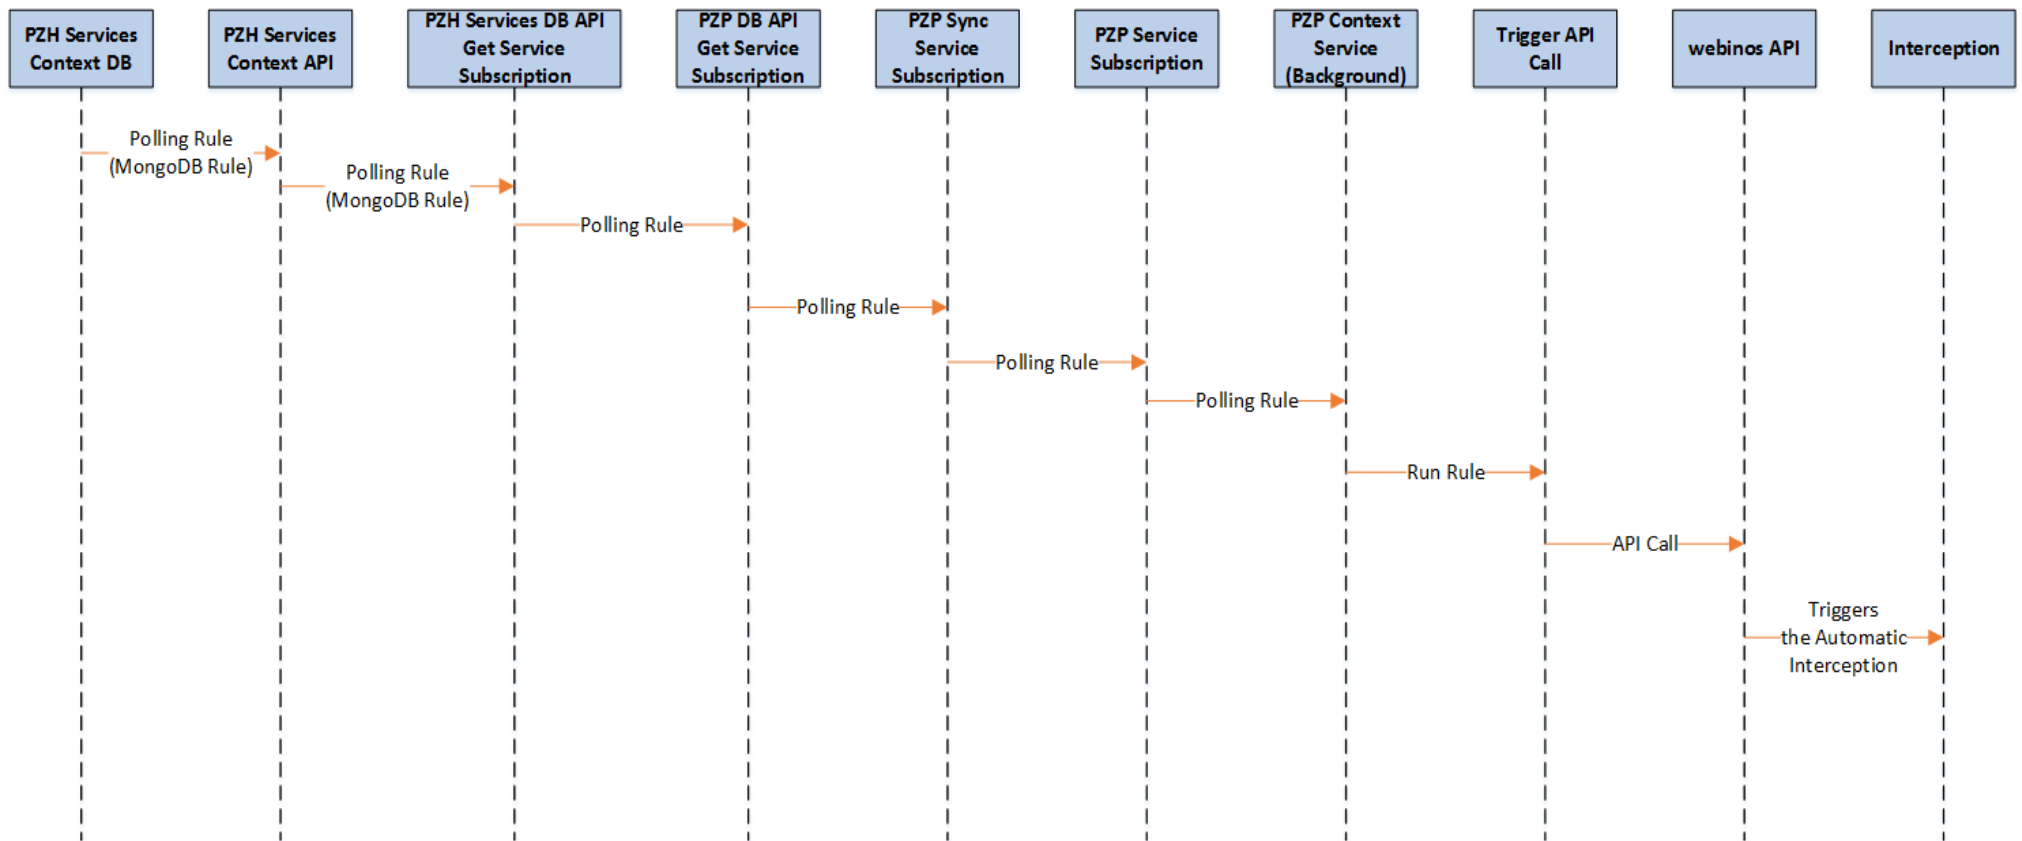 PZH Services
Context DB
PZH Services
Context API
PZH Services DB API
Get Service
Subscription
PZP DB API
Get Service
Subscription
PZP Sync
Service
Subscription
PZP Service
Subscription
PZP Context
Service
(Background)
Trigger API
Call
webinos API
Interception
Polling Rule
(MongoDB Rule)
Polling Rule
(MongoDB Rule)
Polling Rule
Polling Rule
Polling Rule
Polling Rule
Run Rule
API Call
Triggers
the Automatic
Interception